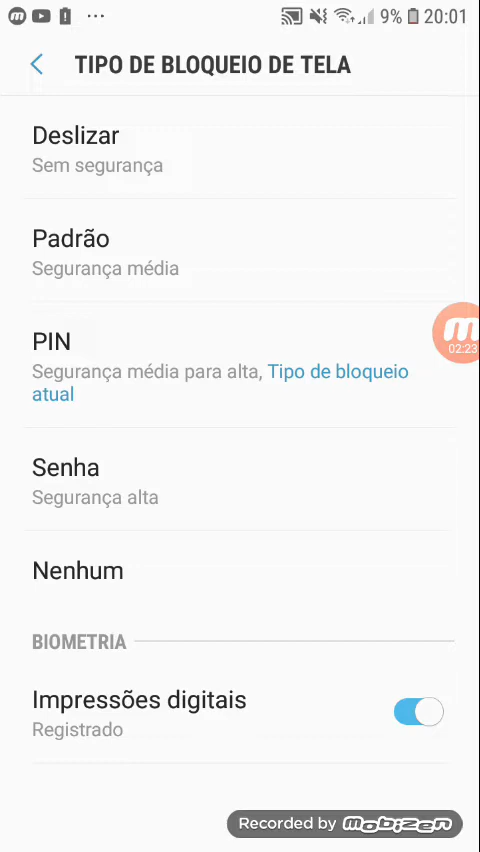 9% 20:01
TIPO DE BLOQUEIO DE TELA
Deslizar
Sem segurança
Padrão
Segurança média
PIN
Segurança média para alta, Tipo de bloqueio
atual
02:23
Senha
Segurança alta
Nenhum
BIOMETRIA
Impressões digitais
Registrado
Recorded by mobizen